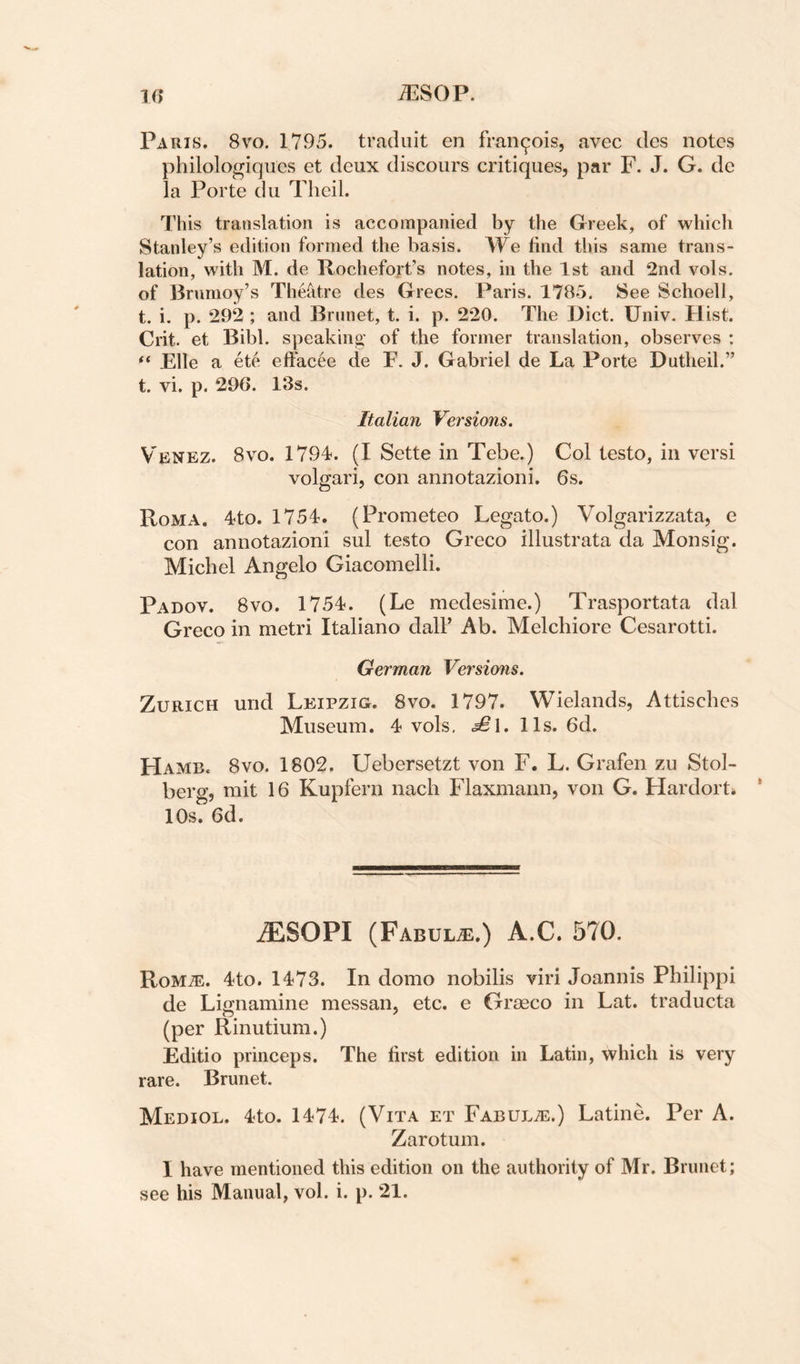 16 ÆSOP.
Paris. 8vo. 1795. traduit en françois, avec des notes
philologiques et deux discours critiques, par F. J. G. de
la Porte du Theil.
This translation is accompanied by the Greek, of which
Stanley's edition formed the basis. We find this same trans-
lation, with M. de Rochefort's notes, in the 1st and 2nd vols.
of Brumoy's Théâtre des Grecs. Paris. 1785. See Schoell,
t. i. p. 292 ; and Brunet, t. i. p. 220. The Dict. Univ. Hist.
Crit. et Bibl. speaking of the former translation, observes :
“ Elle a été effacée de F. J. Gabriel de La Porte Dutheil.”
t. vi. p. 296. 13s.
Italian Versions.
Venez. 8vo. 1794. (I Sette in Tebe.) Col testo, in versi
volgari, con annotazioni. 6s.
Roma. 4to. 1754. (Prometeo Legato.) Volgarizzata, e
con annotazioni sul testo Greco illustrata da Monsig.
Michel Angelo Giacomelli.
Padov. 8vo. 1754. (Le medesime.) Trasportata dal
Greco in metri Italiano dall' Ab. Melchiore Cesarotti.
German Versions.
Zurich und Leipzig. 8vo. 1797. Wielands, Attisches
Museum. 4 vols. £1. 11s. 6d.
Hamb. 8vo. 1802. Uebersetzt von F. L. Grafen zu Stol-
berg, mit 16 Kupfern nach Flaxmann, von G. Hardort.
10s. 6d.
ÆSOPI (Fabulæ.) A.C. 570.
Romæ. 4to. 1473. In domo nobilis viri Joannis Philippi
de Lignamine messan, etc. e Græco in Lat. traducta
(per Rinutium.)
Editio princeps. The first edition in Latin, which is very
rare. Brunet.
Mediol. 4to. 1474. (Vita et Fabulæ.) Latinè. Per A.
Zarotum.
I have mentioned this edition on the authority of Mr. Brunet;
see his Manual, vol. i. p. 21.